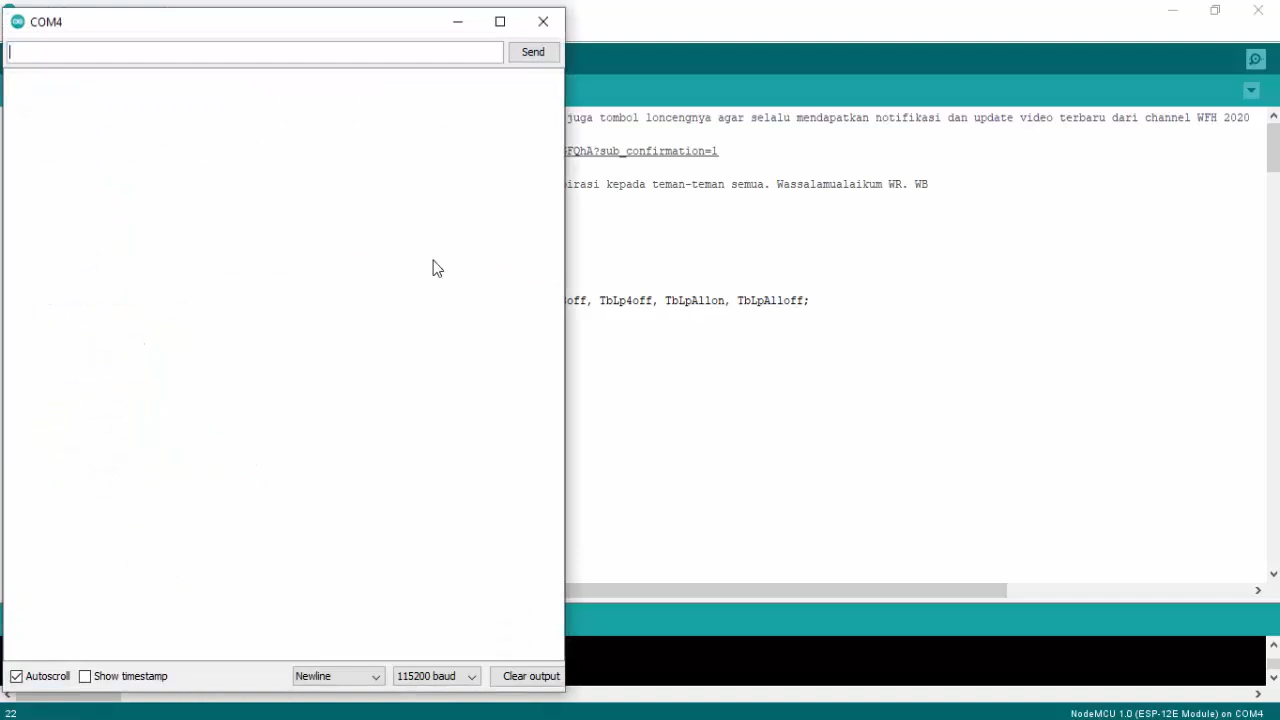 COM4
Send
juga tombol loncengnya agar selalu mendapatkan notifikasi dan update video terbaru dari channel WFH 2020
FQhA?sub_confirmation=1
irasi kepada teman-teman semua. Wassalamualaikum WR. WB
off, TbLp4off, TbLpAllon, TbLpAlloff;
Autoscroll Show timestamp Newline 115200 baud Clear output
22 NodeMCU 1.0 (ESP-12E Module) on COM4